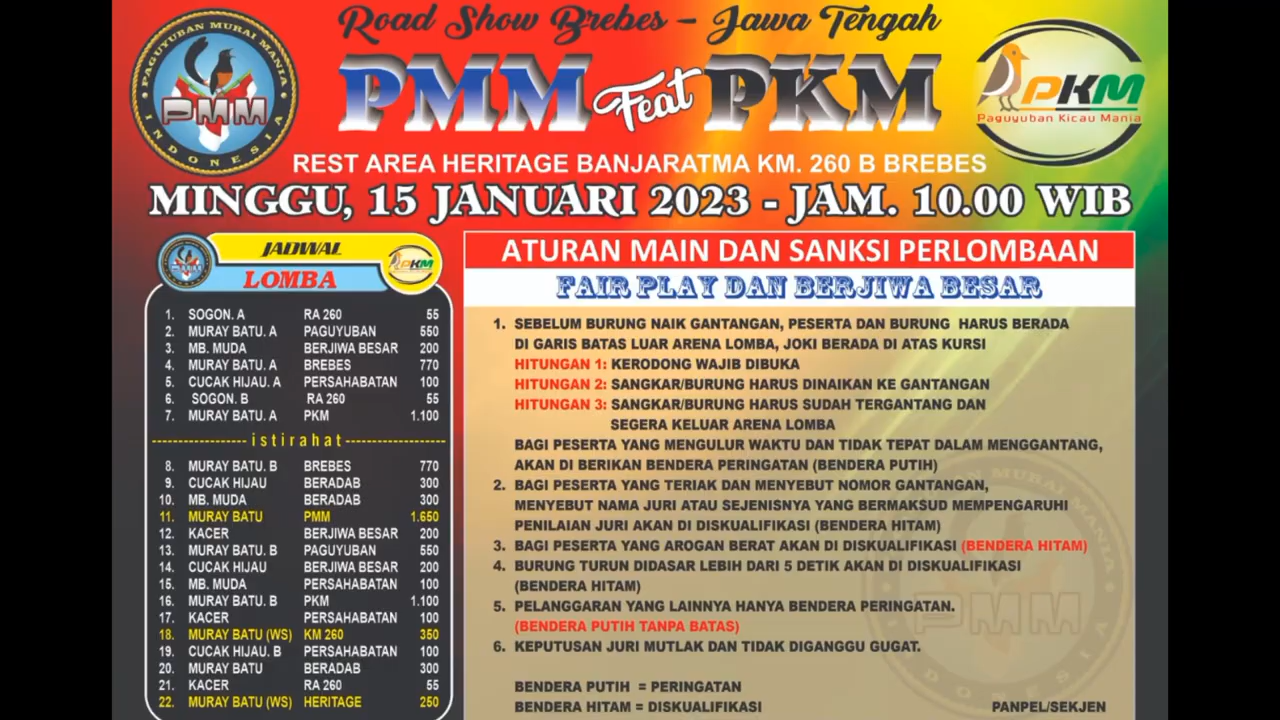 Road Show Brebes - Jawa Tengah
PAGUYUBAN MURAI MANIA
PMM
INDONESIA
PMM Feat PKM
PKM
Paguyuban Kicau Mania
REST AREA HERITAGE BANJARATMA KM. 260 B BREBES
MINGGU, 15 JANUARI 2023 - JAM. 10.00 WIB
JADWAL
LOMBA
PKM
1. SOGON. A RA 260 55
2. MURAY BATU. A PAGUYUBAN 550
3. MB. MUDA BERJIWA BESAR 200
4. MURAY BATU. A BREBES 770
5. CUCAK HIJAU. A PERSAHABATAN 100
6. SOGON. B RA 260 55
7. MURAY BATU. A PKM 1.100
------------------ istirahat-------------------
8. MURAY BATU. B BREBES 770
9. CUCAK HIJAU BERADAB 300
10. MB. MUDA BERADAB 300
11. MURAY BATU PMM 1.650
12. KACER BERJIWA BESAR 200
13. MURAY BATU. B PAGUYUBAN 550
14. CUCAK HIJAU BERJIWA BESAR 200
15. MB. MUDA PERSAHABATAN 100
16. MURAY BATU. B PKM 1.100
17. KACER PERSAHABATAN 100
18. MURAY BATU (WS) KM 260 350
19. CUCAK HIJAU. B PERSAHABATAN 100
20. MURAY BATU BERADAB 300
21. KACER RA 260 55
22. MURAY BATU (WS) HERITAGE 250
ATURAN MAIN DAN SANKSI PERLOMBAAN
FAIR PLAY DAN BERJIWA BESAR
1. SEBELUM BURUNG NAIK GANTANGAN, PESERTA DAN BURUNG HARUS BERADA
DI GARIS BATAS LUAR ARENA LOMBA, JOKI BERADA DI ATAS KURSI
HITUNGAN 1: KERODONG WAJIB DIBUKA
HITUNGAN 2: SANGKAR/BURUNG HARUS DINAIKAN KE GANTANGAN
HITUNGAN 3: SANGKAR/BURUNG HARUS SUDAH TERGANTANG DAN
SEGERA KELUAR ARENA LOMBA
BAGI PESERTA YANG MENGULUR WAKTU DAN TIDAK TEPAT DALAM MENGGANTANG,
AKAN DI BERIKAN BENDERA PERINGATAN (BENDERA PUTIH)
2. BAGI PESERTA YANG TERIAK DAN MENYEBUT NOMOR GANTANGAN,
MENYEBUT NAMA JURI ATAU SEJENISNYA YANG BERMAKSUD MEMPENGARUHI
PENILAIAN JURI AKAN DI DISKUALIFIKASI (BENDERA HITAM)
3. BAGI PESERTA YANG AROGAN BERAT AKAN DI DISKUALIFIKASI (BENDERA HITAM)
4. BURUNG TURUN DIDASAR LEBIH DARI 5 DETIK AKAN DI DISKUALIFIKASI
(BENDERA HITAM)
5. PELANGGARAN YANG LAINNYA HANYA BENDERA PERINGATAN.
(BENDERA PUTIH TANPA BATAS)
6. KEPUTUSAN JURI MUTLAK DAN TIDAK DIGANGGU GUGAT.
BENDERA PUTIH = PERINGATAN
BENDERA HITAM = DISKUALIFIKASI
PANPEL/SEKJEN